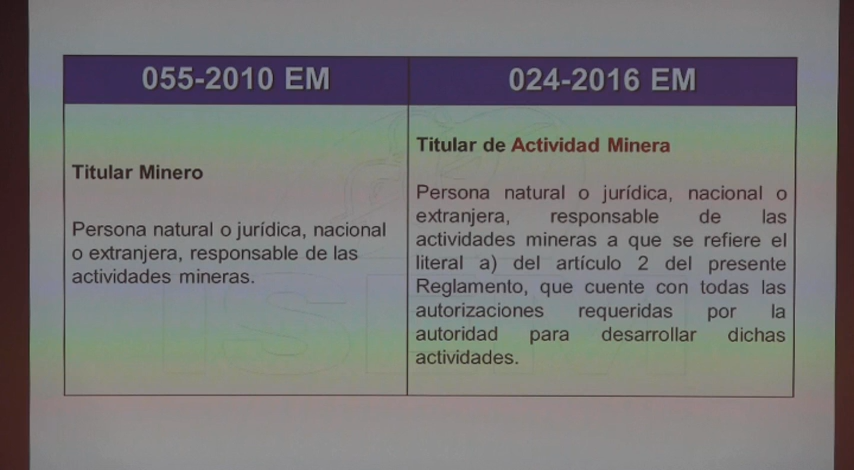 055-2010 EM
024-2016 EM
Titular Minero
Persona natural o jurídica, nacional
o extranjera, responsable de las
actividades mineras.
Titular de Actividad Minera
Persona natural o jurídica, nacional o
extranjera, responsable de las
actividades mineras a que se refiere el
literal a) del artículo 2 del presente
Reglamento, que cuente con todas las
autorizaciones requeridas por la
autoridad para desarrollar dichas
actividades.